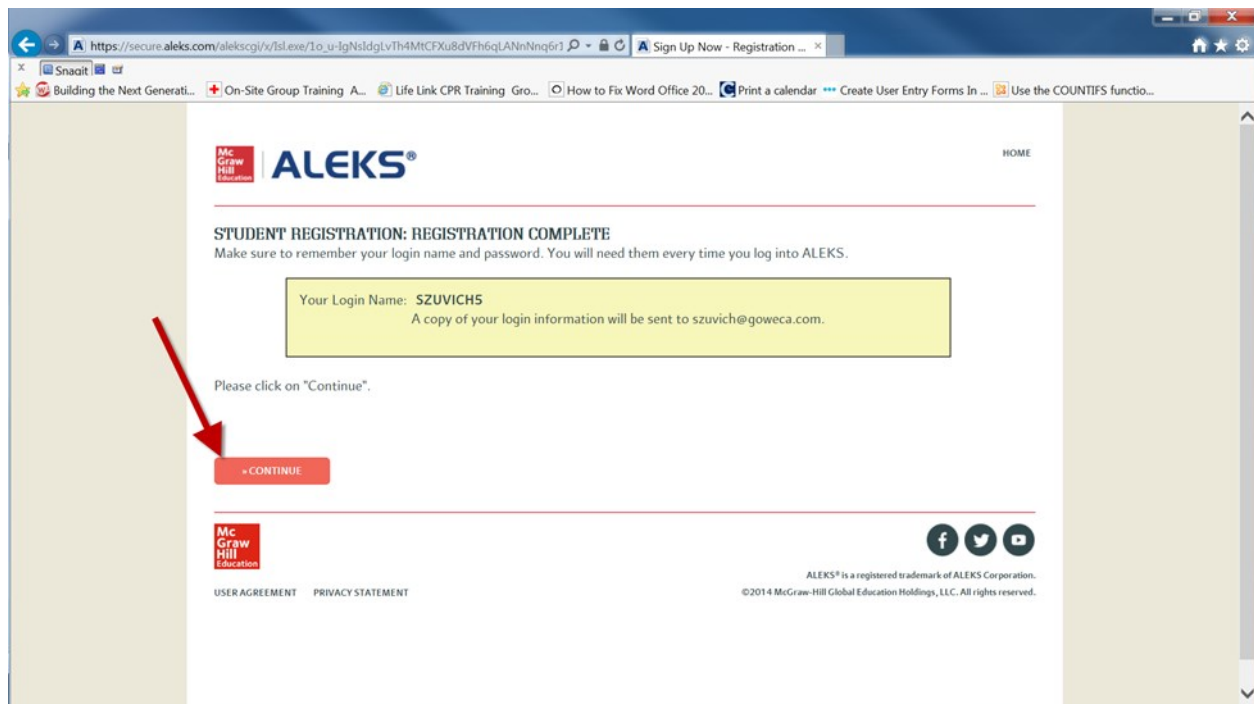 https://secure.aleks.com/alekscgi/x/Isl.exe/1o_u-IgNsIdgLvTh4MtCFXu8dVFh6qLANnNnq6r1
Sign Up Now - Registration ...
Snagit
Building the Next Generati... On-Site Group Training A... Life Link CPR Training Gro... How to Fix Word Office 20... Print a calendar Create User Entry Forms In ... Use the COUNTIFS functio...
Mc
Graw
Hill
Education
ALEKS®
HOME
STUDENT REGISTRATION: REGISTRATION COMPLETE
Make sure to remember your login name and password. You will need them every time you log into ALEKS.
Your Login Name: SZUVICH5
A copy of your login information will be sent to szuvich@goweca.com.
Please click on "Continue".
» CONTINUE
Mc
Graw
Hill
Education
ALEKS® is a registered trademark of ALEKS Corporation.
USER AGREEMENT PRIVACY STATEMENT
©2014 McGraw-Hill Global Education Holdings, LLC. All rights reserved.